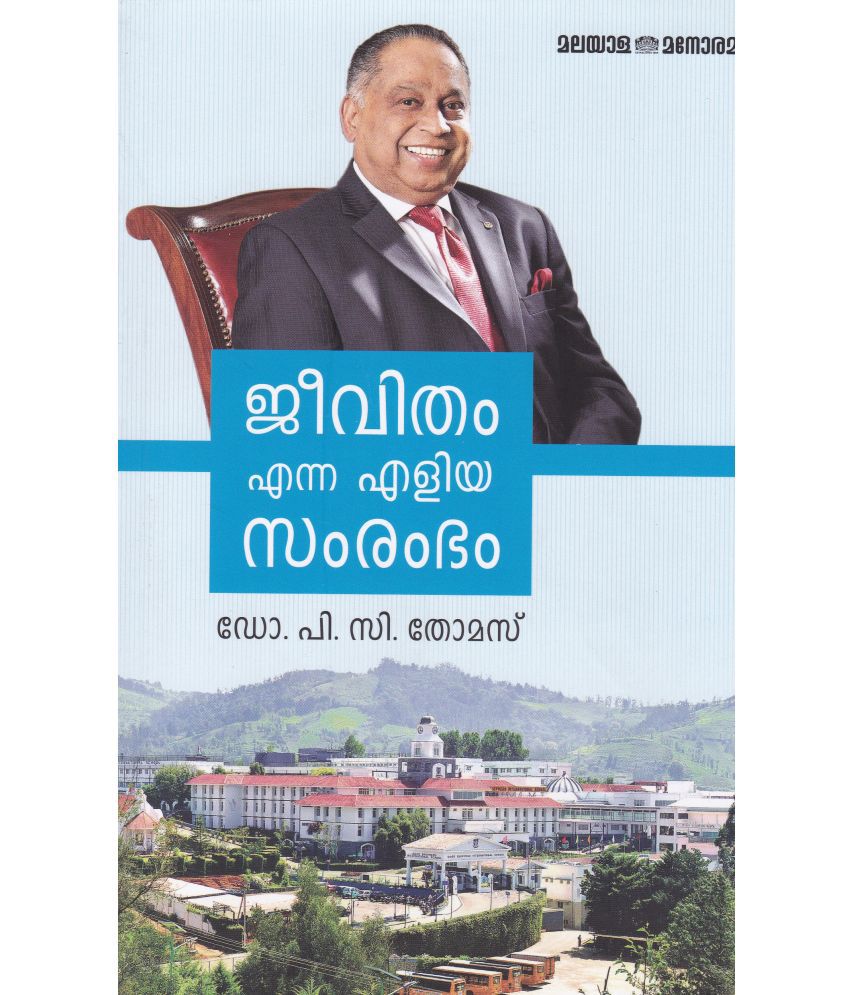 മലയാള മനോരമ
ജീവിതം
എന്ന എളിയ
സംരംഭം
ഡോ. പി. സി. തോമസ്